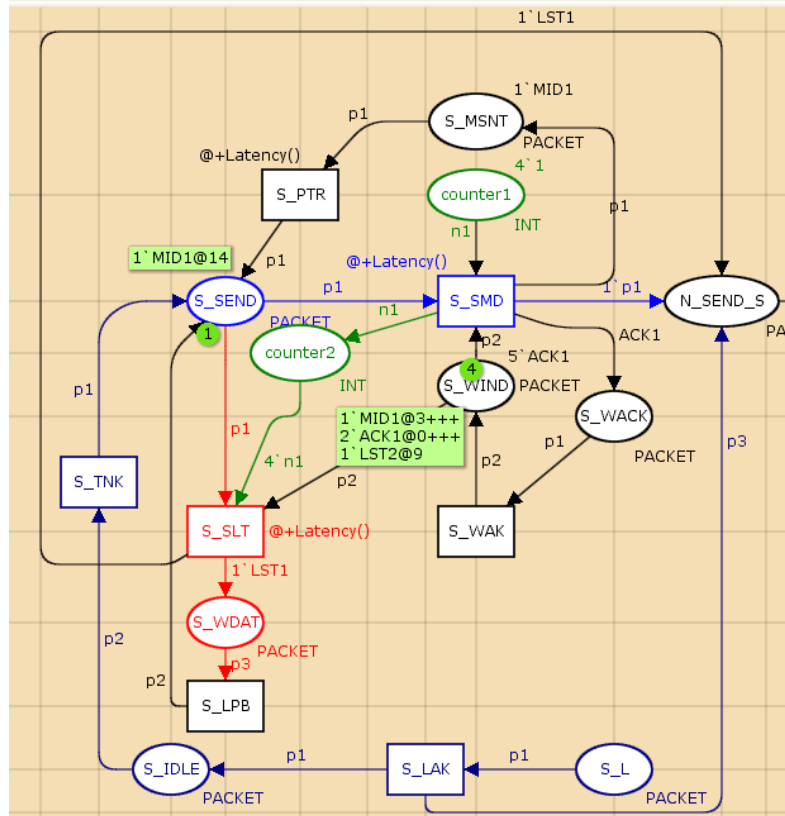 1`LST1
1`MID1
p1
S_MSNT
@+Latency()
PACKET
4`1
S_PTR
counter1
p1
n1
INT
1`MID1@14
p1
@+Latency()
S_SEND
p1
S_SMD
1`p1
N_SEND_S
PACKET
n1
PA
1
p2
ACK1
counter2
5`ACK1
4
INT
S_WIND
PACKET
p1
S_WACK
1`MID1@3+++
2`ACK1@0+++
1`LST2@9
p1
p1
p3
PACKET
4`n1
p2
p2
S_TNK
S_SLT
@+Latency()
S_WAK
1`LST1
S_WDAT
p2
PACKET
p3
p2
S_LPB
p1
p1
S_IDLE
S_LAK
S_L
PACKET
PACKET